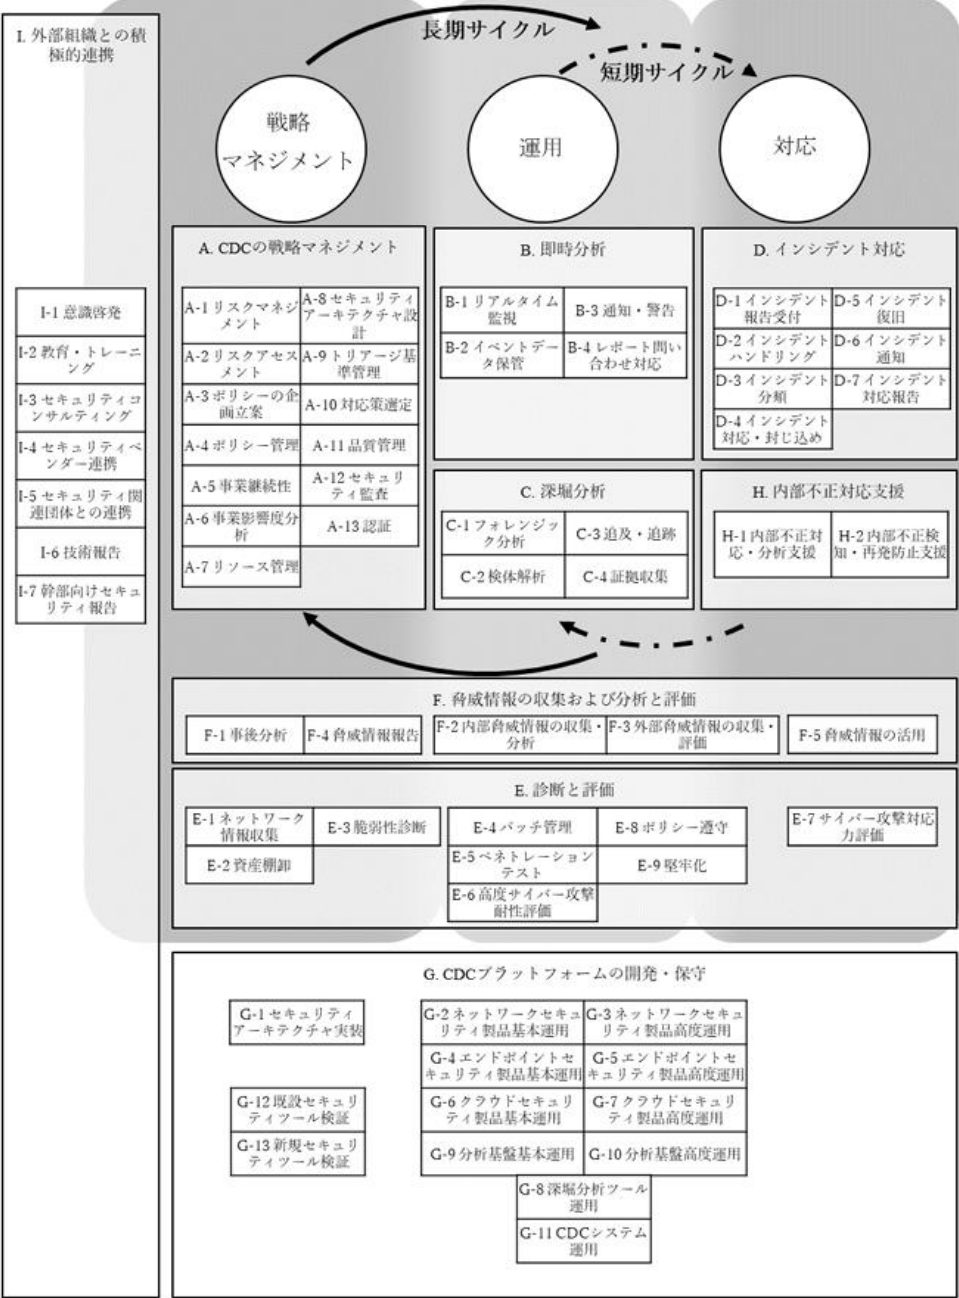 I. 外部組織との積
極的連携
I-1 意識啓発
I-2 教育・トレーニ
ング
I-3 セキュリティコ
ンサルティング
I-4 セキュリティベ
ンダー連携
I-5 セキュリティ関
連団体との連携
I-6 技術報告
I-7 幹部向けセキュ
リティ報告
長期サイクル
短期サイクル
戦略
マネジメント
運用
対応
A. CDCの戦略マネジメント
A-1 リスクマネジ
メント
A-2 リスクアセス
メント
A-3 ポリシーの企
画立案
A-4 ポリシー管理
A-5 事業継続性
A-6 事業影響度分
析
A-7 リソース管理
A-8 セキュリティ
アーキテクチャ設
計
A-9 トリアージ基
準管理
A-10 対応策選定
A-11 品質管理
A-12 セキュリ
ティ監査
A-13 認証
B. 即時分析
B-1 リアルタイム
監視
B-2 イベントデー
タ保管
B-3 通知・警告
B-4 レポート問い
合わせ対応
C. 深堀分析
C-1 フォレンジッ
ク分析
C-2 検体解析
C-3 追及・追跡
C-4 証拠収集
D. インシデント対応
D-1 インシデント
報告受付
D-2 インシデント
ハンドリング
D-3 インシデント
分類
D-4 インシデント
対応・封じ込め
D-5 インシデント
復旧
D-6 インシデント
通知
D-7 インシデント
対応報告
H. 内部不正対応支援
H-1 内部不正対
応・分析支援
H-2 内部不正検
知・再発防止支援
F. 脅威情報の収集および分析と評価
F-1 事後分析
F-4 脅威情報報告
F-2 内部脅威情報の収集・
分析
F-3 外部脅威情報の収集・
評価
F-5 脅威情報の活用
E. 診断と評価
E-1 ネットワーク
情報収集
E-2 資産棚卸
E-3 脆弱性診断
E-4 パッチ管理
E-5 ペネトレーション
テスト
E-6 高度サイバー攻撃
耐性評価
E-8 ポリシー遵守
E-9 堅牢化
E-7 サイバー攻撃対応
力評価
G. CDCプラットフォームの開発・保守
G-1 セキュリティ
アーキテクチャ実装
G-12 既設セキュリ
ティツール検証
G-13 新規セキュリ
ティツール検証
G-2 ネットワークセキュ
リティ製品基本運用
G-3 ネットワークセキュ
リティ製品高度運用
G-4 エンドポイントセ
キュリティ製品基本運用
G-5 エンドポイントセ
キュリティ製品高度運用
G-6 クラウドセキュリ
ティ製品基本運用
G-7 クラウドセキュリ
ティ製品高度運用
G-9 分析基盤基本運用
G-10 分析基盤高度運用
G-8 深堀分析ツール
運用
G-11 CDCシステム
運用